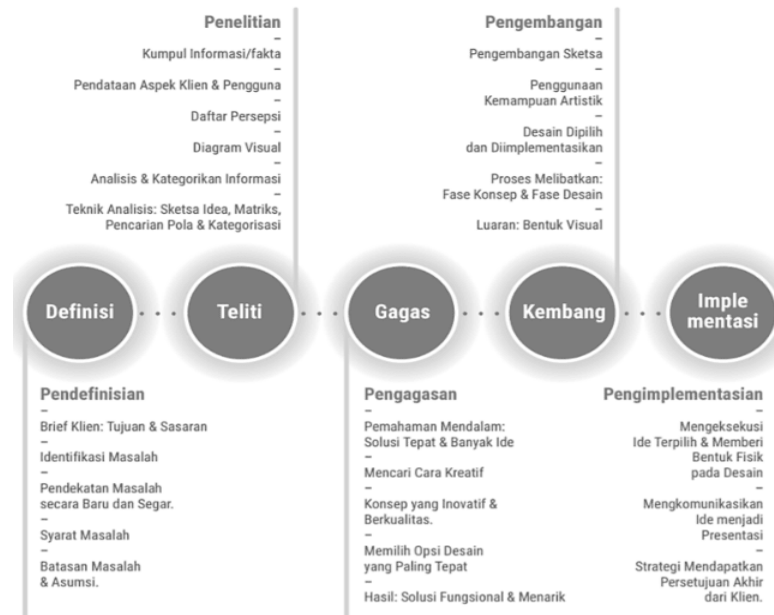 Penelitian
Kumpul Informasi/fakta
–
Pendataan Aspek Klien & Pengguna
–
Daftar Persepsi
–
Diagram Visual
–
Analisis & Kategorikan Informasi
–
Teknik Analisis: Sketsa Idea, Matriks,
Pencarian Pola & Kategorisasi
Pengembangan
–
Pengembangan Sketsa
–
Penggunaan
Kemampuan Artistik
–
Desain Dipilih
dan Diimplementasikan
–
Proses Melibatkan:
Fase Konsep & Fase Desain
–
Luaran: Bentuk Visual
Definisi
Teliti
Gagas
Kembang
Imple
mentasi
Pendefinisian
–
Brief Klien: Tujuan & Sasaran
–
Identifikasi Masalah
–
Pendekatan Masalah
secara Baru dan Segar.
–
Syarat Masalah
–
Batasan Masalah
& Asumsi.
Pengagasan
–
Pemahaman Mendalam:
Solusi Tepat & Banyak Ide
–
Mencari Cara Kreatif
–
Konsep yang Inovatif &
Berkualitas.
–
Memilih Opsi Desain
yang Paling Tepat
–
Hasil: Solusi Fungsional & Menarik
Pengimplementasian
–
Mengeksekusi
Ide Terpilih & Memberi
Bentuk Fisik
pada Desain
–
Mengkomunikasikan
Ide menjadi
Presentasi
–
Strategi Mendapatkan
Persetujuan Akhir
dari Klien.